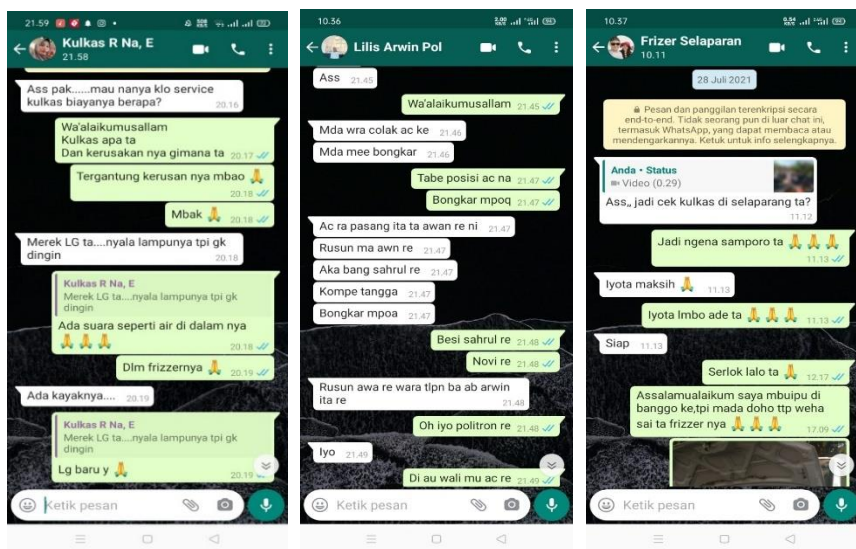 21.59
Kulkas R Na, E
21.58
Ass pak......mau nanya klo service
kulkas biayanya berapa?
20.16
Wa'alaikumusallam
Kulkas apa ta
Dan kerusakan nya gimana ta 20.17
Tergantung kerusan nya mbao 🙏
20.18
Mbak 🙏 20.18
Merek LG ta....nyala lampunya tpi gk
dingin
20.18
Kulkas R Na, E
Merek LG ta....nyala lampunya tpi gk
dingin
Ada suara seperti air di dalam nya
🙏🙏🙏
20.18
Dlm frizzernya 🙏 20.19
Ada kayaknya.... 20.19
Kulkas R Na, E
Merek LG ta....nyala lampunya tpi gk
dingin
Lg baru y 🙏
20.19
Ketik pesan
10.36
Lilis Arwin Pol
Ass 21.45
Wa'alaikumusallam 21.45
Mda wra colak ac ke 21.46
Mda mee bongkar 21.46
Tabe posisi ac na 21.47
Bongkar mpoq 21.47
Ac ra pasang ita ta awan re ni 21.47
Rusun ma awn re 21.47
Aka bang sahrul re 21.47
Kompe tangga 21.47
Bongkar mpoa 21.47
Besi sahrul re 21.48
Novi re 21.48
Rusun awa re wara tlpn ba ab arwin
ita re
21.48
Oh iyo politron re 21.48
Iyo 21.49
Di au wali mu ac re 21.49
Ketik pesan
10.37
Frizer Selaparan
10.11
28 Juli 2021
Pesan dan panggilan terenkripsi secara
end-to-end. Tidak seorang pun di luar chat ini,
termasuk WhatsApp, yang dapat membaca atau
mendengarkannya. Ketuk untuk info selengkapnya.
Anda • Status
Video (0.29)
Ass,, jadi cek kulkas di selaparang ta?
11.12
Jadi ngena samporo ta 🙏🙏🙏
11.13
Iyota maksih 🙏 11.13
Iyota lmbo ade ta 🙏🙏🙏 11.13
Siap 11.13
Serlok lalo ta 🙏 12.17
Assalamualaikum saya mbuipu di
banggo ke,tpi mada doho ttp weha
sai ta frizzer nya 🙏🙏🙏 17.09
Ketik pesan